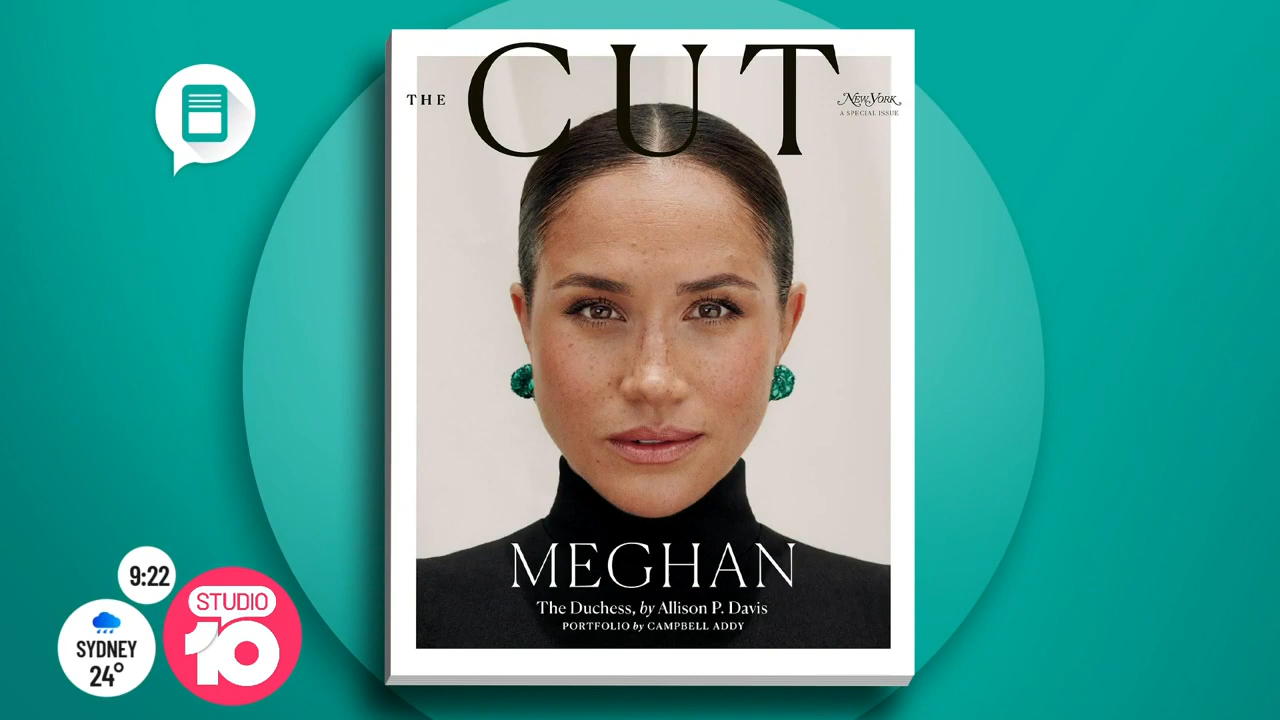 THE CUT
NEW YORK
A SPECIAL ISSUE
MEGHAN
The Duchess, by Allison P. Davis
PORTFOLIO by CAMPBELL ADDY
9:22
STUDIO
10
SYDNEY
24°